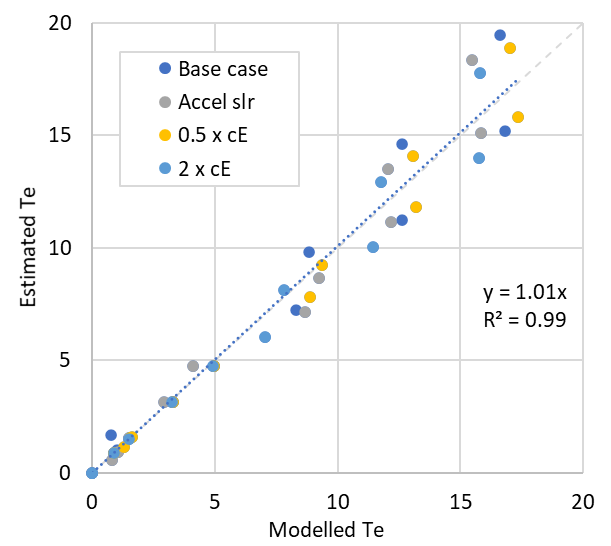 20
15
10
5
0
Estimated Te
Base case
Accel slr
0.5 x cE
2 x cE
y = 1.01x
R² = 0.99
0 5 10 15 20
Modelled Te